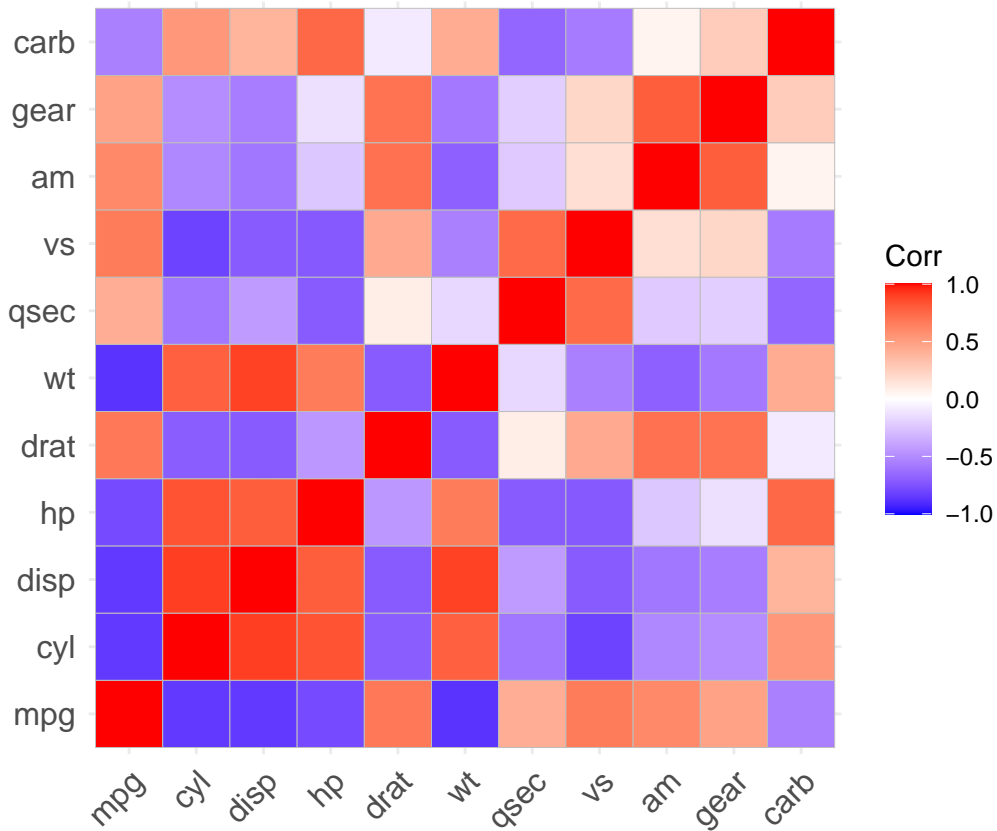 carb
gear
am
vs
qsec
wt
drat
hp
disp
cyl
mpg
mpg cyl disp hp drat wt qsec vs am gear carb
Corr
1.0
0.5
0.0
−0.5
−1.0